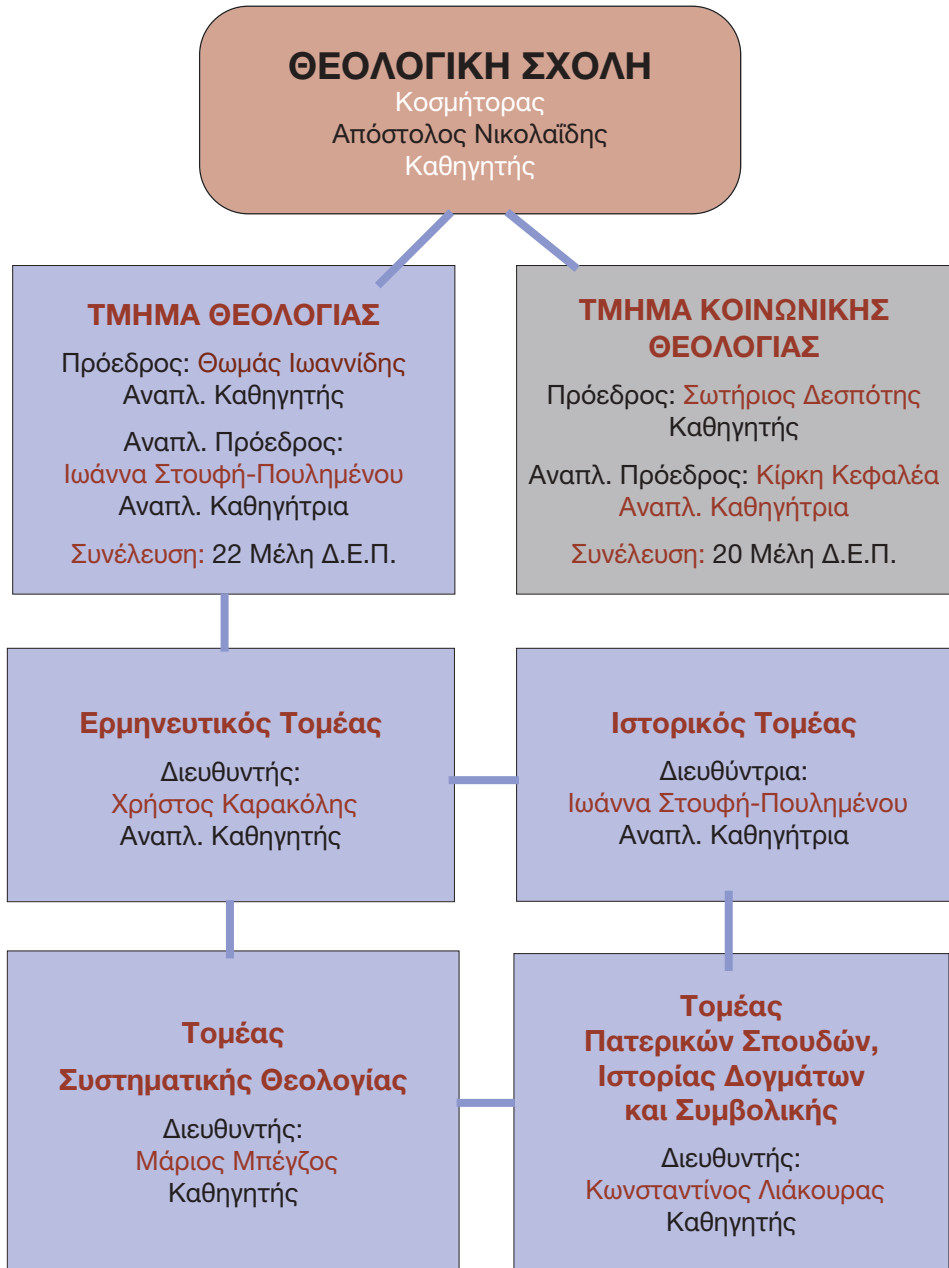 ΘΕΟΛΟΓΙΚΗ ΣΧΟΛΗ
Κοσμήτορας
Απόστολος Νικολαΐδης
Καθηγητής
ΤΜΗΜΑ ΘΕΟΛΟΓΙΑΣ
Πρόεδρος: Θωμάς Ιωαννίδης
Αναπλ. Καθηγητής
Αναπλ. Πρόεδρος:
Ιωάννα Στουφή-Πουλημένου
Αναπλ. Καθηγήτρια
Συνέλευση: 22 Μέλη Δ.Ε.Π.
ΤΜΗΜΑ ΚΟΙΝΩΝΙΚΗΣ
ΘΕΟΛΟΓΙΑΣ
Πρόεδρος: Σωτήριος Δεσπότης
Καθηγητής
Αναπλ. Πρόεδρος: Κίρκη Κεφαλέα
Αναπλ. Καθηγήτρια
Συνέλευση: 20 Μέλη Δ.Ε.Π.
Ερμηνευτικός Τομέας
Διευθυντής:
Χρήστος Καρακόλης
Αναπλ. Καθηγητής
Ιστορικός Τομέας
Διευθύντρια:
Ιωάννα Στουφή-Πουλημένου
Αναπλ. Καθηγήτρια
Τομέας
Συστηματικής Θεολογίας
Διευθυντής:
Μάριος Μπέγζος
Καθηγητής
Τομέας
Πατερικών Σπουδών,
Ιστορίας Δογμάτων
και Συμβολικής
Διευθυντής:
Κωνσταντίνος Λιάκουρας
Καθηγητής